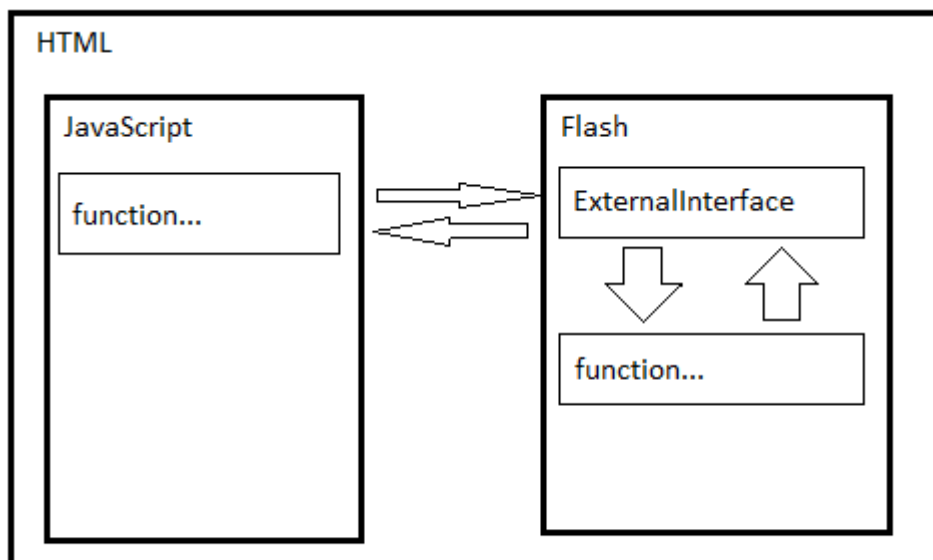 HTML
JavaScript
function...
Flash
ExternalInterface
function...